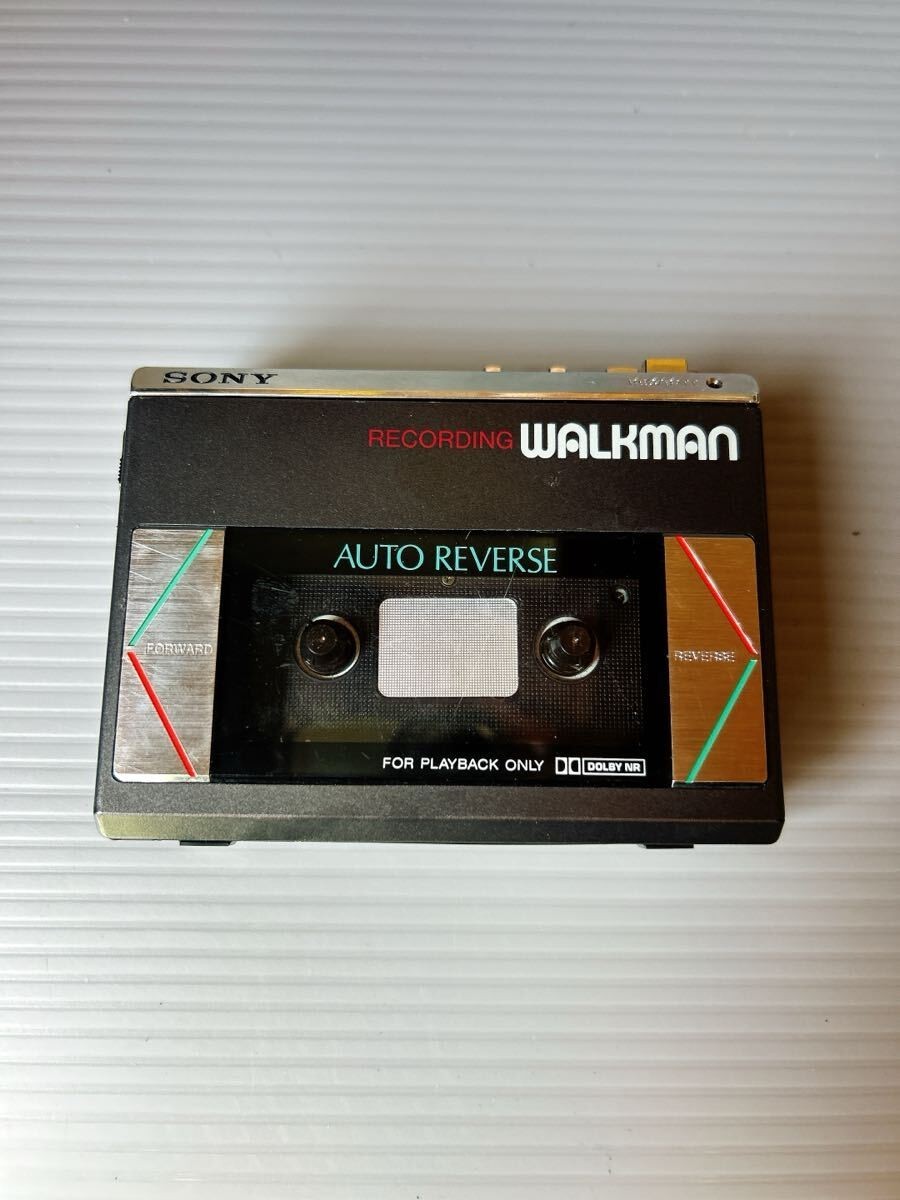 SONY
RECORDING WALKMAN
AUTO REVERSE
FORWARD
REVERSE
FOR PLAYBACK ONLY DOLBY NR